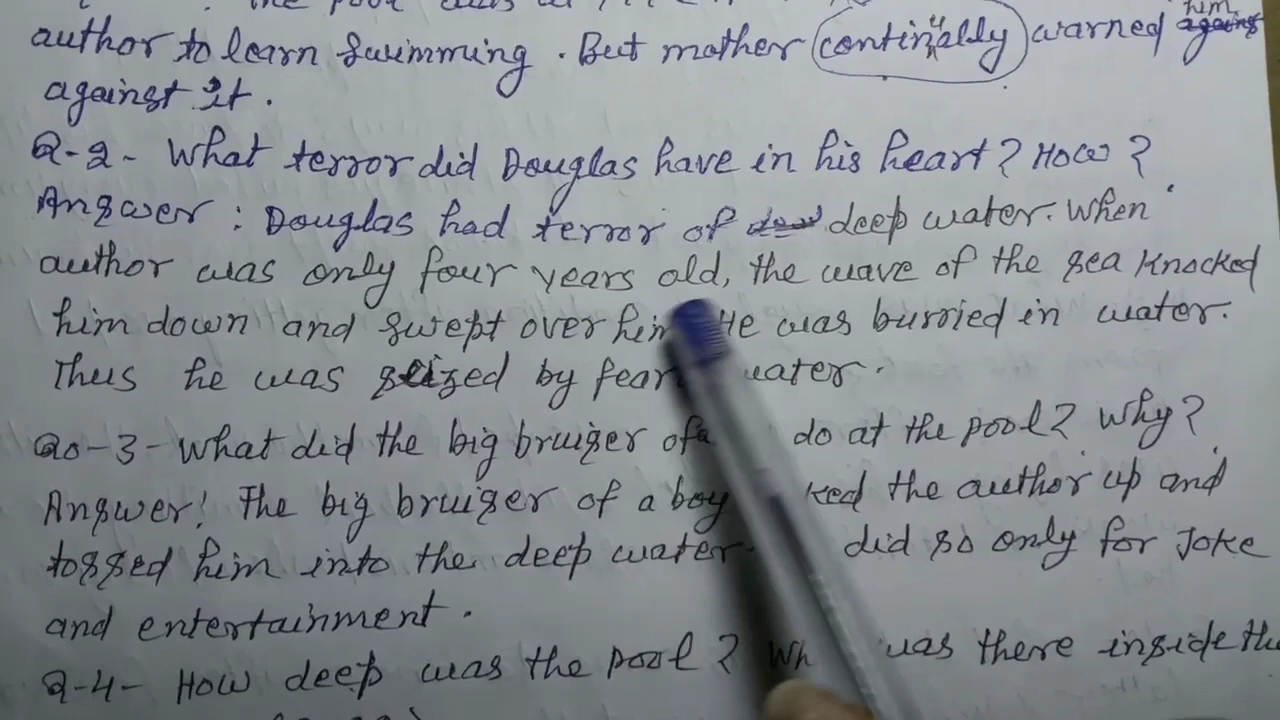 author to learn swimming. But mother continually warned him
against it.
Q-2- What terror did Douglas have in his heart? How?
Answer: Douglas had terror of deep water. When
author was only four years old, the wave of the sea knocked
him down and swept over him He was burried in water.
Thus he was seized by fear water.
Qo-3- What did the big bruiser of a do at the pool? Why?
Answer! The big bruiser of a boy ked the author up and
tossed him into the deep water. did so only for Joke
and entertainment.
Q-4- How deep was the pool? Wh was there inside the